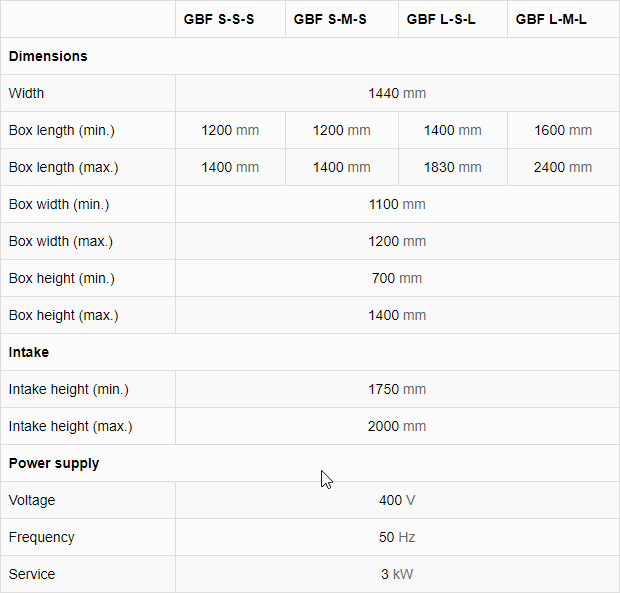 GBF S-S-S GBF S-M-S GBF L-S-L GBF L-M-L
Dimensions
Width 1440 mm
Box length (min.) 1200 mm 1200 mm 1400 mm 1600 mm
Box length (max.) 1400 mm 1400 mm 1830 mm 2400 mm
Box width (min.) 1100 mm
Box width (max.) 1200 mm
Box height (min.) 700 mm
Box height (max.) 1400 mm
Intake
Intake height (min.) 1750 mm
Intake height (max.) 2000 mm
Power supply
Voltage 400 V
Frequency 50 Hz
Service 3 kW